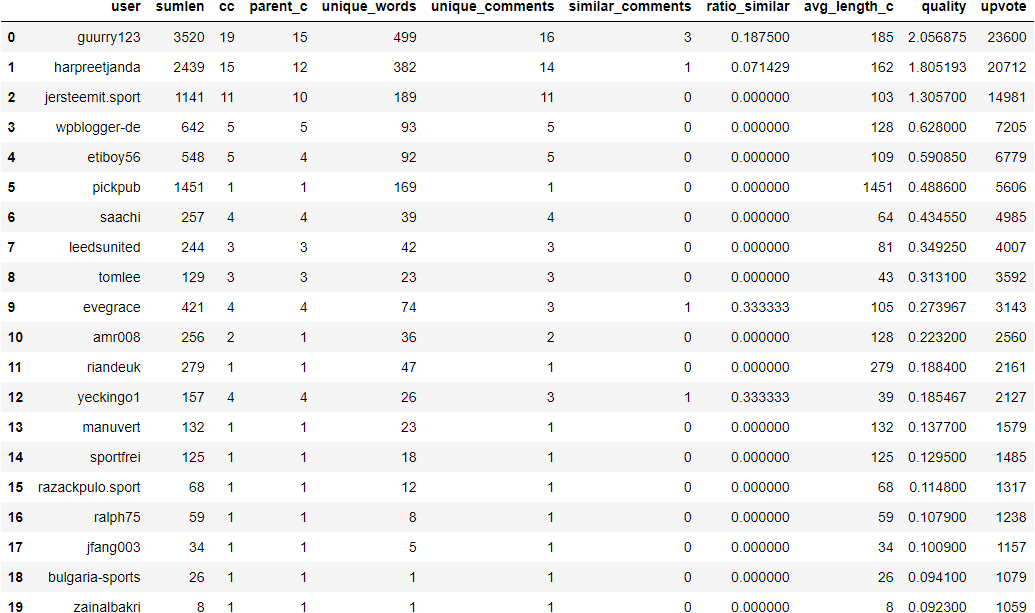 user sumlen cc parent_c unique_words unique_comments similar_comments ratio_similar avg_length_c quality upvote
0 guurry123 3520 19 15 499 16 3 0.187500 185 2.056875 23600
1 harpreetjanda 2439 15 12 382 14 1 0.071429 162 1.805193 20712
2 jersteemit.sport 1141 11 10 189 11 0 0.000000 103 1.305700 14981
3 wpblogger-de 642 5 5 93 5 0 0.000000 128 0.628000 7205
4 etiboy56 548 5 4 92 5 0 0.000000 109 0.590850 6779
5 pickpub 1451 1 1 169 1 0 0.000000 1451 0.488600 5606
6 saachi 257 4 4 39 4 0 0.000000 64 0.434550 4985
7 leedsunited 244 3 3 42 3 0 0.000000 81 0.349250 4007
8 tomlee 129 3 3 23 3 0 0.000000 43 0.313100 3592
9 evegrace 421 4 4 74 3 1 0.333333 105 0.273967 3143
10 amr008 256 2 1 36 2 0 0.000000 128 0.223200 2560
11 riandeuk 279 1 1 47 1 0 0.000000 279 0.188400 2161
12 yeckingo1 157 4 4 26 3 1 0.333333 39 0.185467 2127
13 manuvert 132 1 1 23 1 0 0.000000 132 0.137700 1579
14 sportfrei 125 1 1 18 1 0 0.000000 125 0.129500 1485
15 razackpulo.sport 68 1 1 12 1 0 0.000000 68 0.114800 1317
16 ralph75 59 1 1 8 1 0 0.000000 59 0.107900 1238
17 jfang003 34 1 1 5 1 0 0.000000 34 0.100900 1157
18 bulgaria-sports 26 1 1 1 1 0 0.000000 26 0.094100 1079
19 zainalbakri 8 1 1 1 1 0 0.000000 8 0.092300 1059